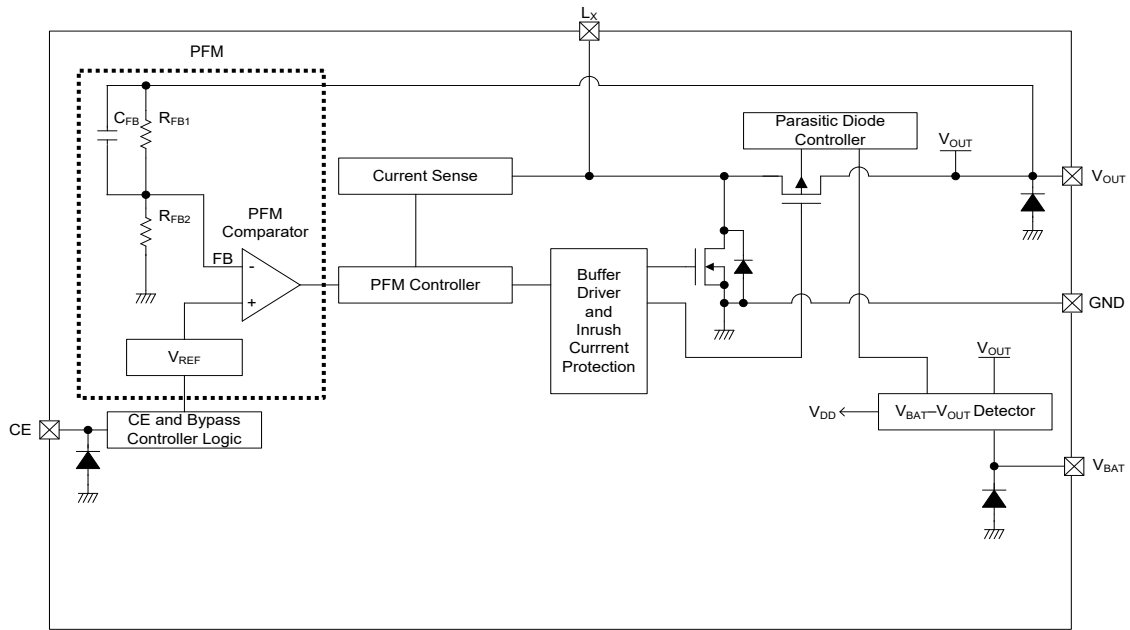 LX
PFM
CFB
RFB1
RFB2
PFM
Comparator
FB
-
+
VREF
CE
CE and Bypass
Controller Logic
Current Sense
PFM Controller
Buffer
Driver
and
Inrush
Currrent
Protection
Parasitic Diode
Controller
VOUT
VOUT
GND
VOUT
VDD
VBAT–VOUT Detector
VBAT